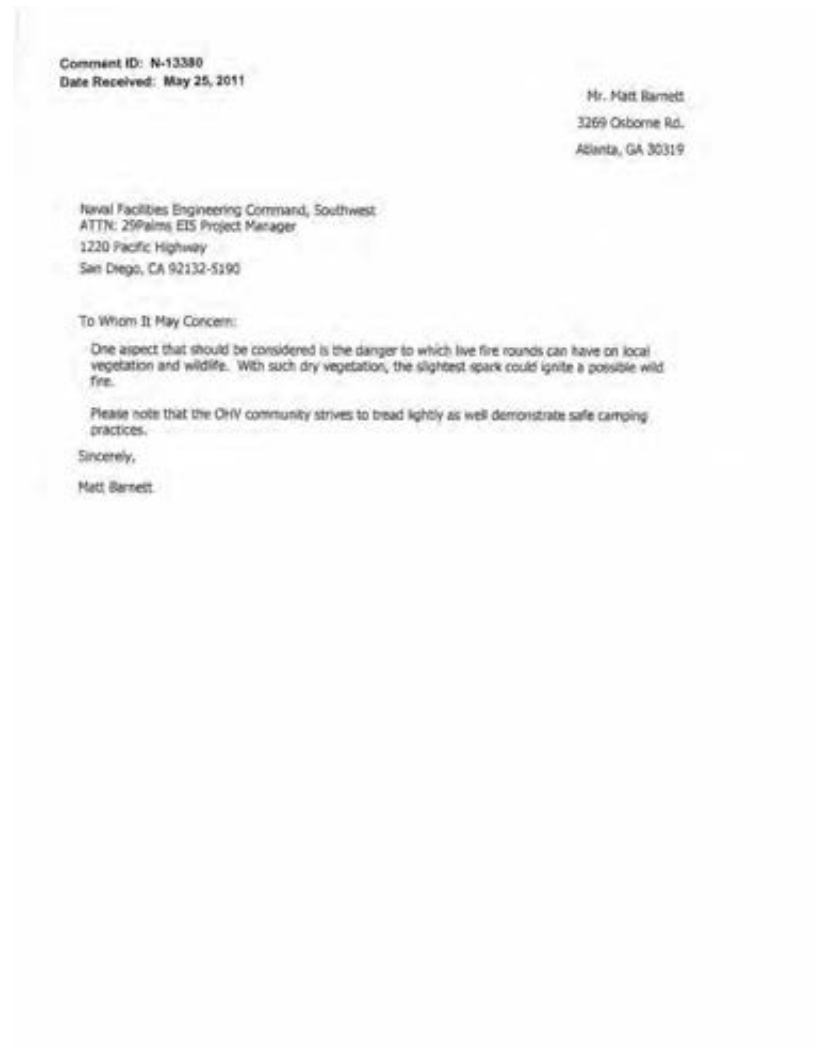 Comment ID: N-13380
Date Received: May 25, 2011
Mr. Matt Barnett
3269 Osborne Rd.
Atlanta, GA 30319
Naval Facilities Engineering Command, Southwest
ATTN: 29Palms EIS Project Manager
1220 Pacific Highway
San Diego, CA 92132-5190
To Whom It May Concern:
One aspect that should be considered is the danger to which live fire rounds can have on local
vegetation and wildlife. With such dry vegetation, the slightest spark could ignite a possible wild
fire.
Please note that the OHV community strives to tread lightly as well demonstrate safe camping
practices.
Sincerely,
Matt Barnett